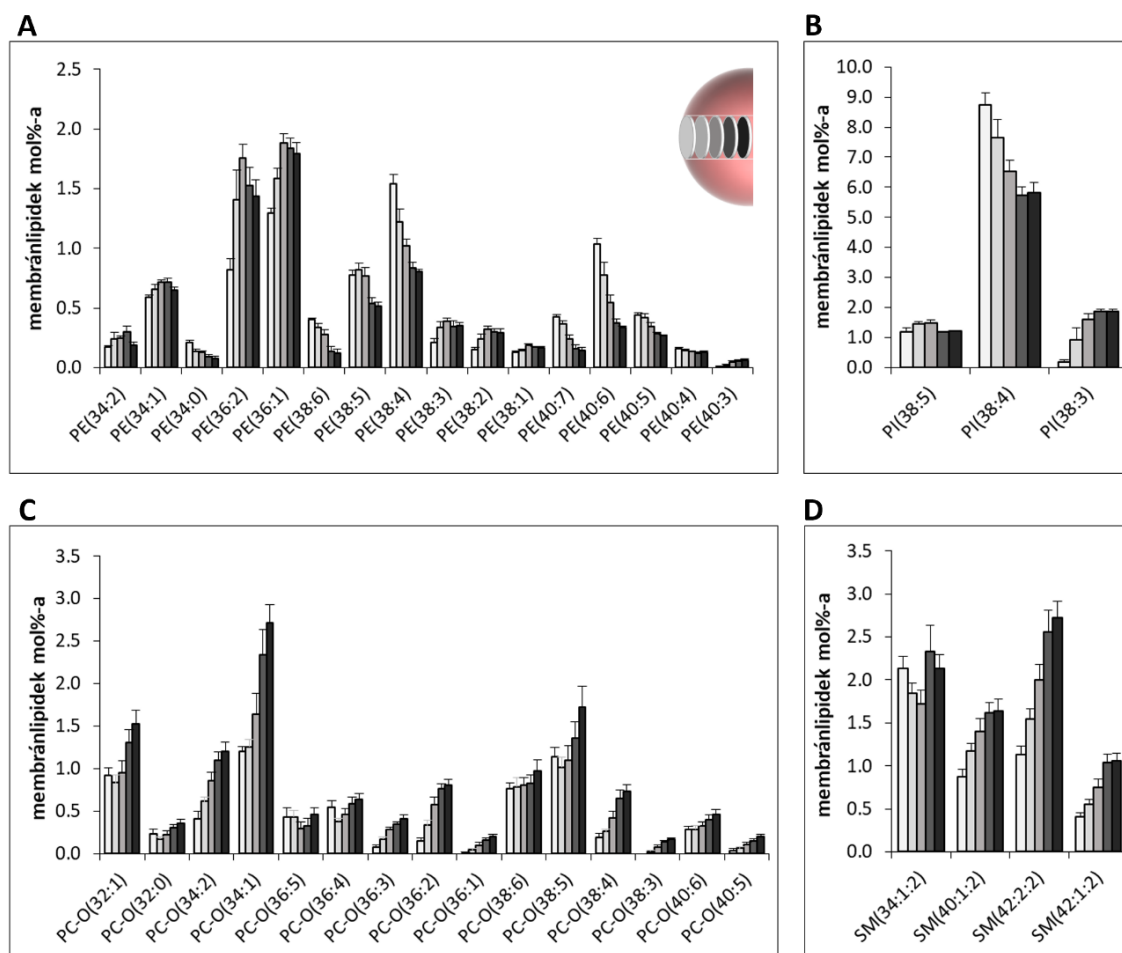 A
membránlipidek mol%-a
2.5
2.0
1.5
1.0
0.5
0.0
PE(34:2)
PE(34:1)
PE(34:0)
PE(36:2)
PE(36:1)
PE(38:6)
PE(38:5)
PE(38:4)
PE(38:3)
PE(38:2)
PE(38:1)
PE(40:7)
PE(40:6)
PE(40:5)
PE(40:4)
PE(40:3)
B
membránlipidek mol%-a
10.0
9.0
8.0
7.0
6.0
5.0
4.0
3.0
2.0
1.0
0.0
PI(38:5)
PI(38:4)
PI(38:3)
C
membránlipidek mol%-a
3.5
3.0
2.5
2.0
1.5
1.0
0.5
0.0
PC-O(32:1)
PC-O(32:0)
PC-O(34:2)
PC-O(34:1)
PC-O(36:5)
PC-O(36:4)
PC-O(36:3)
PC-O(36:2)
PC-O(36:1)
PC-O(38:6)
PC-O(38:5)
PC-O(38:4)
PC-O(38:3)
PC-O(40:6)
PC-O(40:5)
D
membránlipidek mol%-a
3.5
3.0
2.5
2.0
1.5
1.0
0.5
0.0
SM(34:1:2)
SM(40:1:2)
SM(42:2:2)
SM(42:1:2)